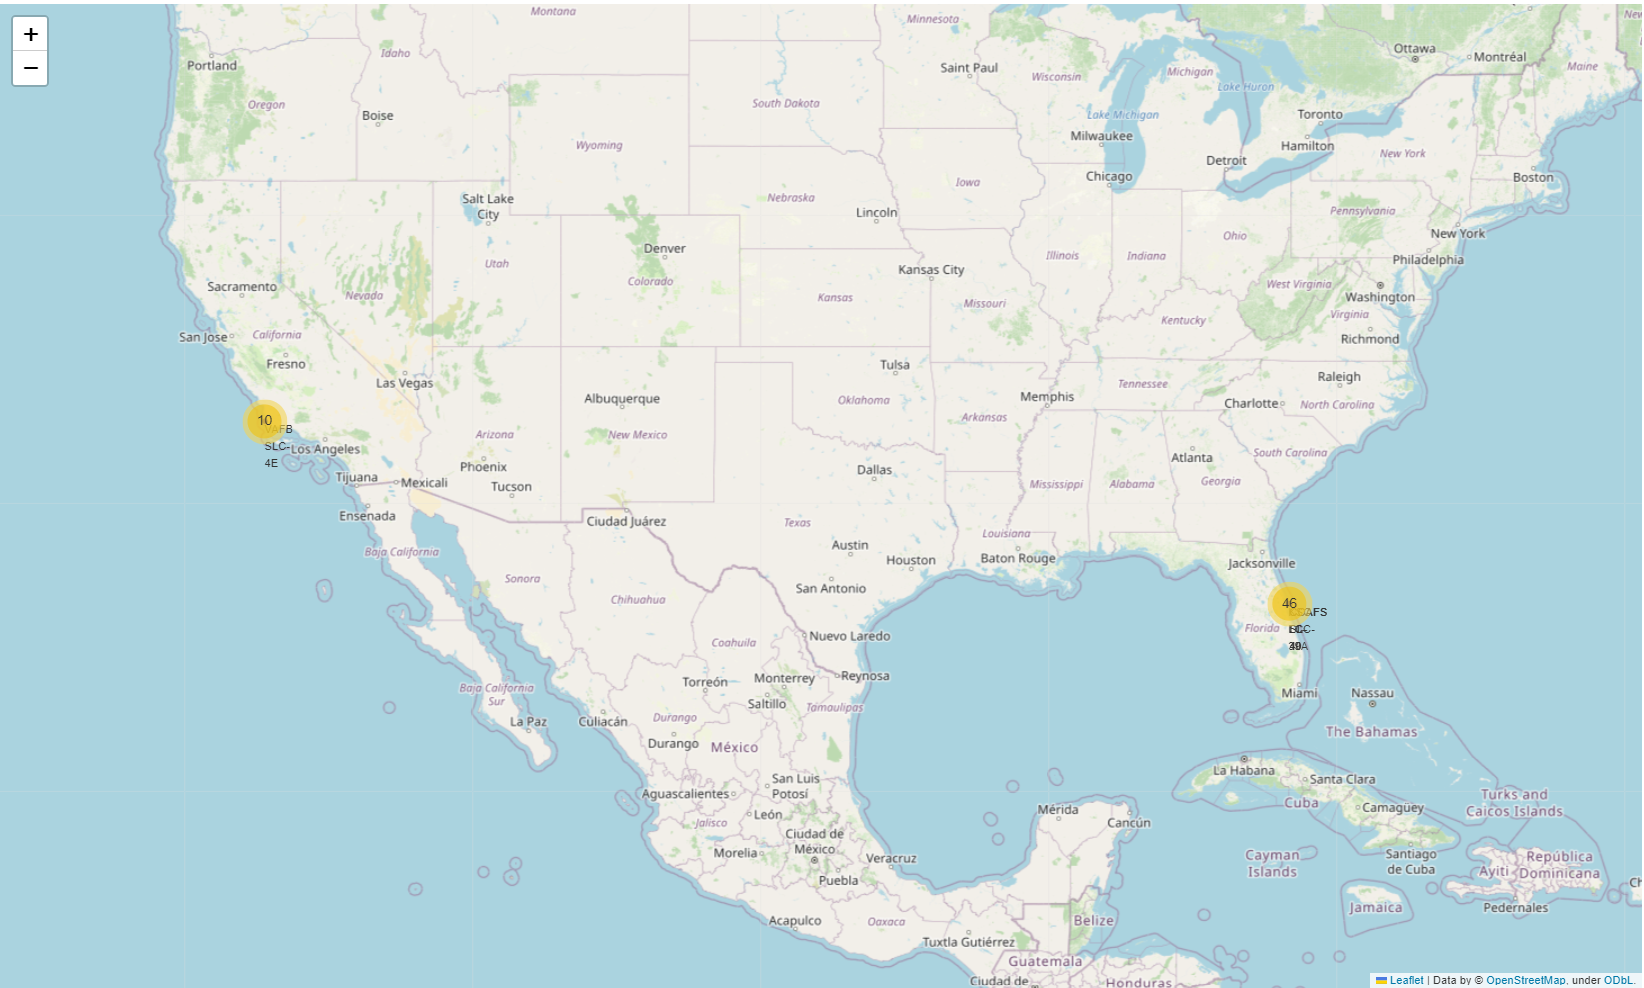 +
−
Montana
Minnesota
Ottawa
Montréal
Maine
Portland
Idaho
Saint Paul
Wisconsin
Michigan
Lake Huron
Oregon
Boise
South Dakota
Lake Michigan
Toronto
Milwaukee
Hamilton
Wyoming
New York
Detroit
Chicago
Boston
Iowa
Salt Lake
City
Nebraska
Lincoln
Pennsylvania
New York
Ohio
Denver
Illinois
Indiana
Philadelphia
Utah
Kansas City
Colorado
Sacramento
Nevada
Kansas
Missouri
West Virginia
Washington
Virginia
Kentucky
San Jose
California
Richmond
Fresno
Tulsa
Las Vegas
Raleigh
Tennessee
Albuquerque
Oklahoma
Memphis
Charlotte
North Carolina
10
Arkansas
VAFB
SLC-
4E
Los Angeles
Arizona
New Mexico
South Carolina
Atlanta
Phoenix
Dallas
Tijuana
Mexicali
Tucson
Mississippi
Alabama
Georgia
Ensenada
Ciudad Juárez
Texas
Louisiana
Baja California
Austin
Houston
Baton Rouge
Jacksonville
Sonora
San Antonio
Chihuahua
46
Florida
Nuevo Laredo
Coahuila
Reynosa
Torreón
Monterrey
Baja California
Sur
Saltillo
Tamaulipas
Miami
Nassau
La Paz
Culiacán
Durango
Durango
México
The Bahamas
La Habana
Santa Clara
San Luis
Potosí
Aguascalientes
Turks and
Caicos Islands
Cuba
Camagüey
Mérida
Cancún
León
Jalisco
Ciudad de
México
Morelia
Veracruz
Cayman
Islands
Santiago
de Cuba
República
Dominicana
Ayiti
Puebla
Jamaica
Pedernales
Acapulco
Oaxaca
Belize
Tuxtla Gutiérrez
Guatemala
Ciudad de
Honduras
Leaflet | Data by © OpenStreetMap, under ODbL.